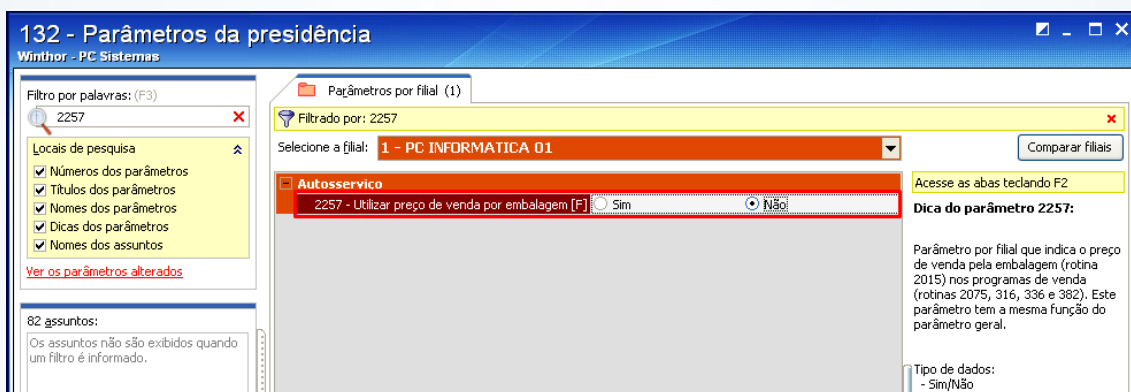 132 - Parâmetros da presidência
Winthor - PC Sistemas
Filtro por palavras: (F3)
2257
Locais de pesquisa
Números dos parâmetros
Títulos dos parâmetros
Nomes dos parâmetros
Dicas dos parâmetros
Nomes dos assuntos
Ver os parâmetros alterados
82 assuntos:
Os assuntos não são exibidos quando
um filtro é informado.
Parâmetros por filial (1)
Filtrado por: 2257
Selecione a filial: 1 - PC INFORMATICA 01
Comparar filiais
Autosservico
2257 - Utilizar preço de venda por embalagem [F] Sim Não
Acesse as abas teclando F2
Dica do parâmetro 2257:
Parâmetro por filial que indica o preço
de venda pela embalagem (rotina
2015) nos programas de venda
(rotinas 2075, 316, 336 e 382). Este
parâmetro tem a mesma função do
parâmetro geral.
Tipo de dados:
- Sim/Não